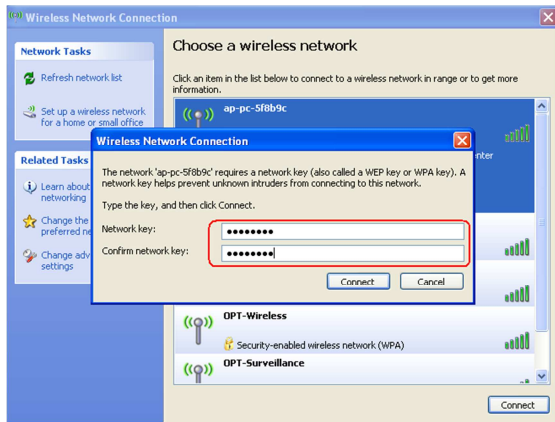 Wireless Network Connection
Network Tasks
Refresh network list
Set up a wireless network
for a home or small office
Related Tasks
Learn about
networking
Change the
preferred ne
Change adv
settings
Choose a wireless network
Click an item in the list below to connect to a wireless network in range or to get more
information.
ap-pc-5f8b9c
enter
Wireless Network Connection
The network 'ap-pc-5f8b9c' requires a network key (also called a WEP key or WPA key). A
network key helps prevent unknown intruders from connecting to this network.
Type the key, and then click Connect.
Network key:
Confirm network key:
Connect
Cancel
OPT-Wireless
Security-enabled wireless network (WPA)
OPT-Surveillance
Connect